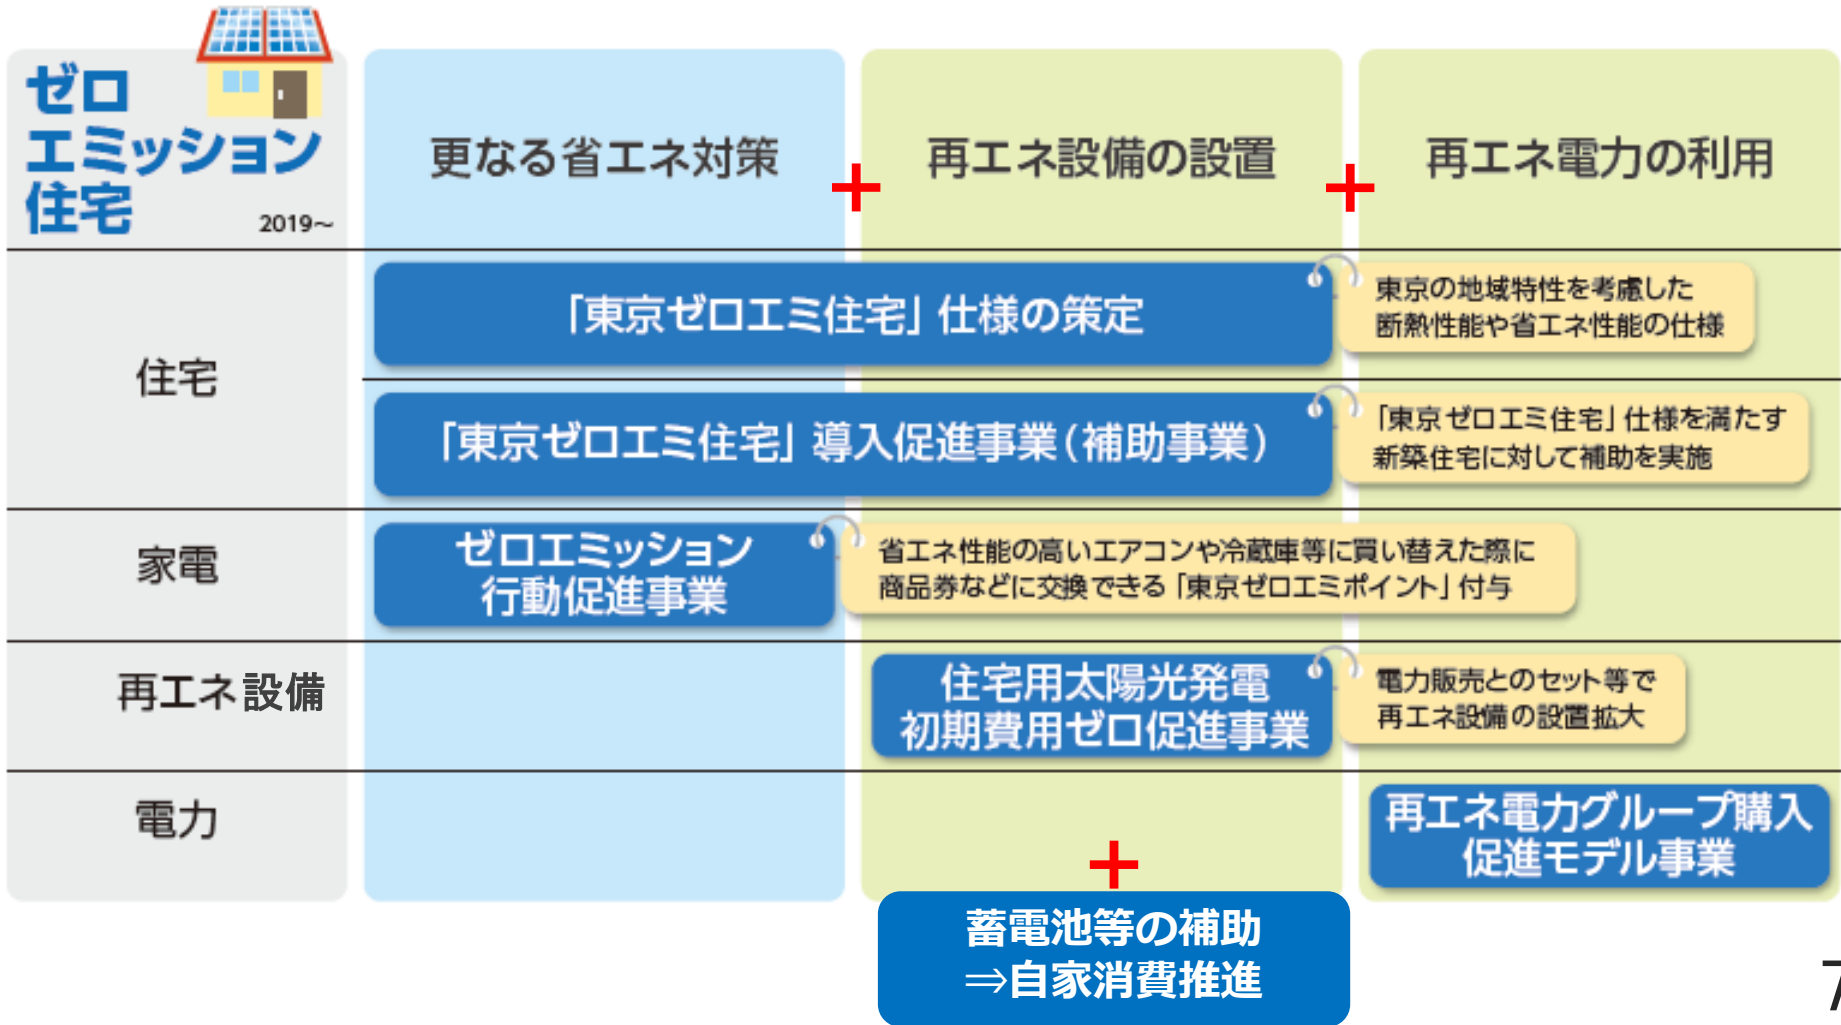 ゼロ
エミッション
住宅
2019～
更なる省エネ対策
+
再エネ設備の設置
+
再エネ電力の利用
住宅
「東京ゼロエミ住宅」仕様の策定
東京の地域特性を考慮した
断熱性能や省エネ性能の仕様
「東京ゼロエミ住宅」導入促進事業(補助事業)
「東京ゼロエミ住宅」仕様を満たす
新築住宅に対して補助を実施
家電
ゼロエミッション
行動促進事業
省エネ性能の高いエアコンや冷蔵庫等に買い替えた際に
商品券などに交換できる「東京ゼロエミポイント」付与
再エネ設備
住宅用太陽光発電
初期費用ゼロ促進事業
電力販売とのセット等で
再エネ設備の設置拡大
電力
再エネ電力グループ購入
促進モデル事業
+
蓄電池等の補助
⇒自家消費推進
7